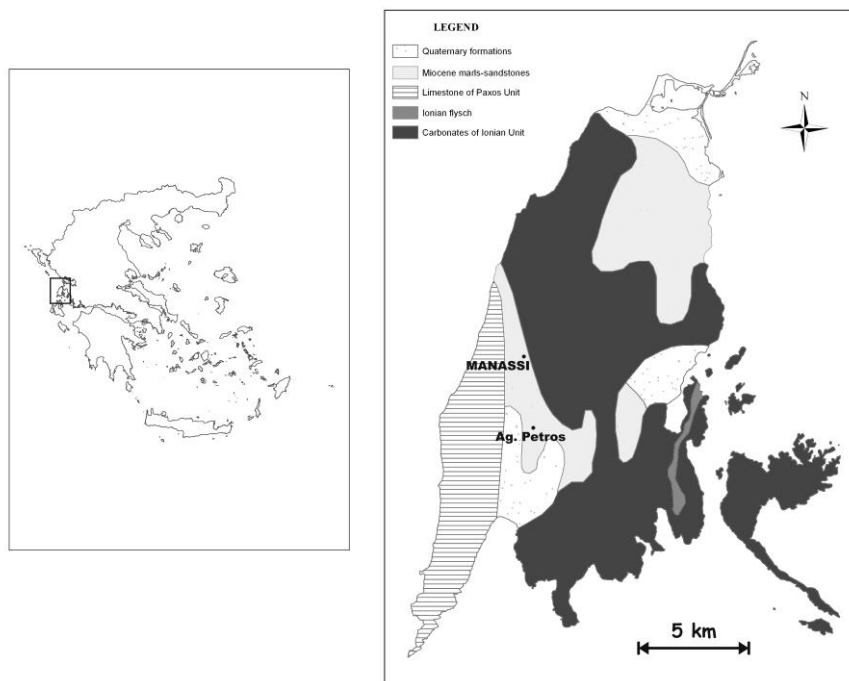 LEGEND
Quaternary formations
Miocene marls-sandstones
Limestone of Paxos Unit
Ionian flysch
Carbonates of Ionian Unit
N
MANASSI
Ag. Petros
5 km